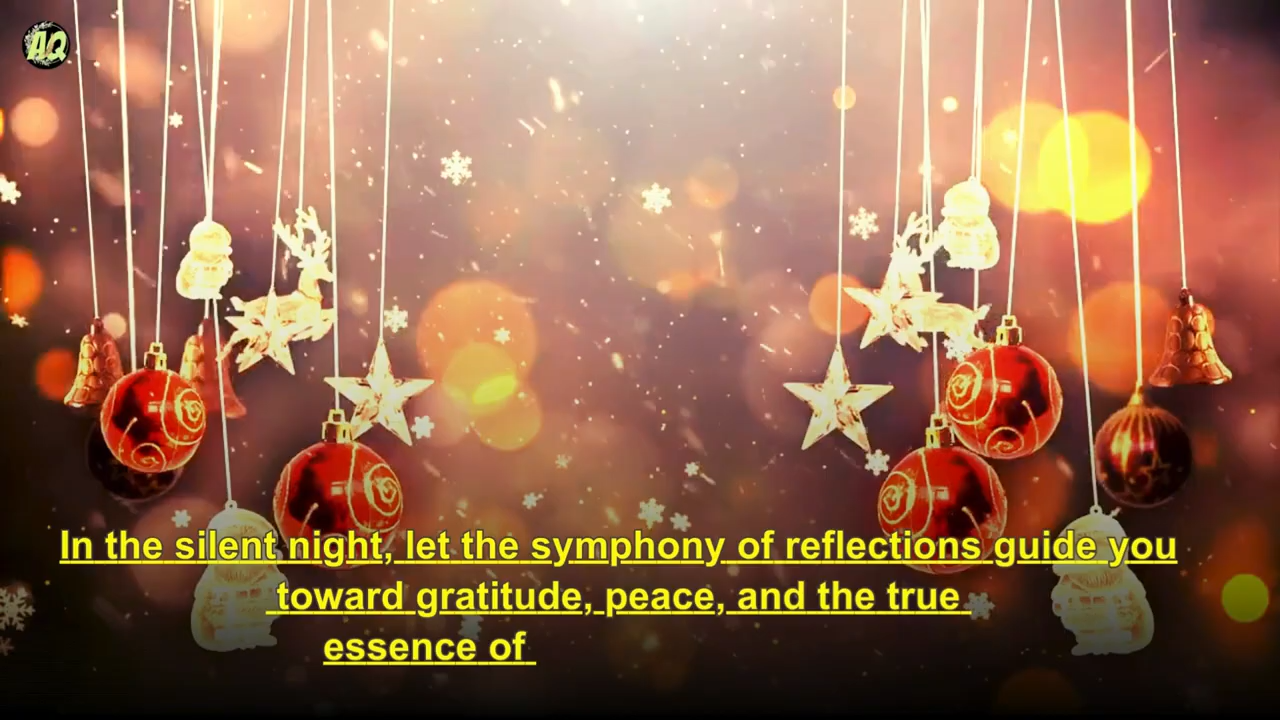 AQ
In the silent night, let the symphony of reflections guide you
toward gratitude, peace, and the true
essence of